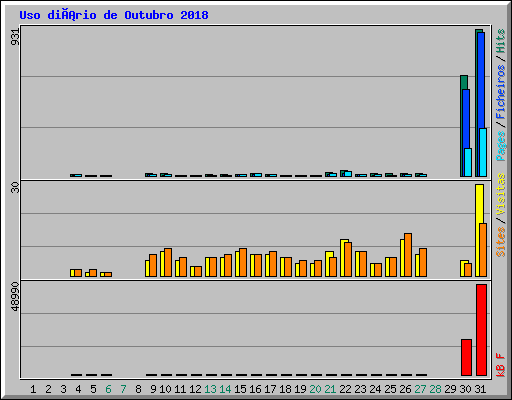 Uso diÃ¡rio de Outubro 2018
931
30
48990
Pages / Ficheiros / Hits
Sites / Visitas
kB F
1 2 3 4 5 6 7 8 9 10 11 12 13 14 15 16 17 18 19 20 21 22 23 24 25 26 27 28 29 30 31